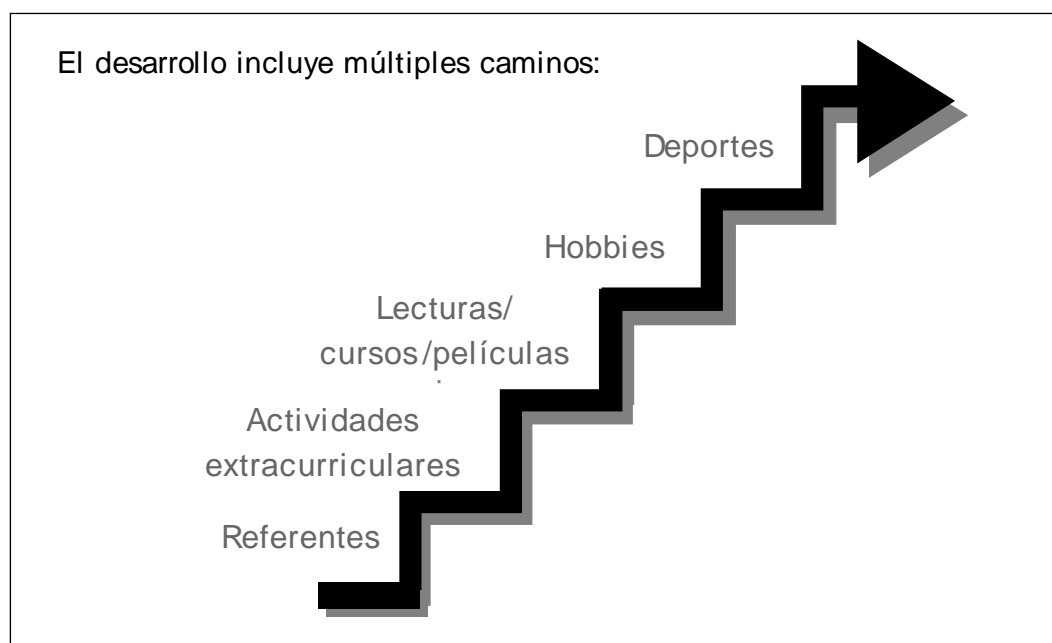 El desarrollo incluye múltiples caminos:
Deportes
Hobbies
Lecturas/
cursos/películas
Actividades
extracurriculares
Referentes